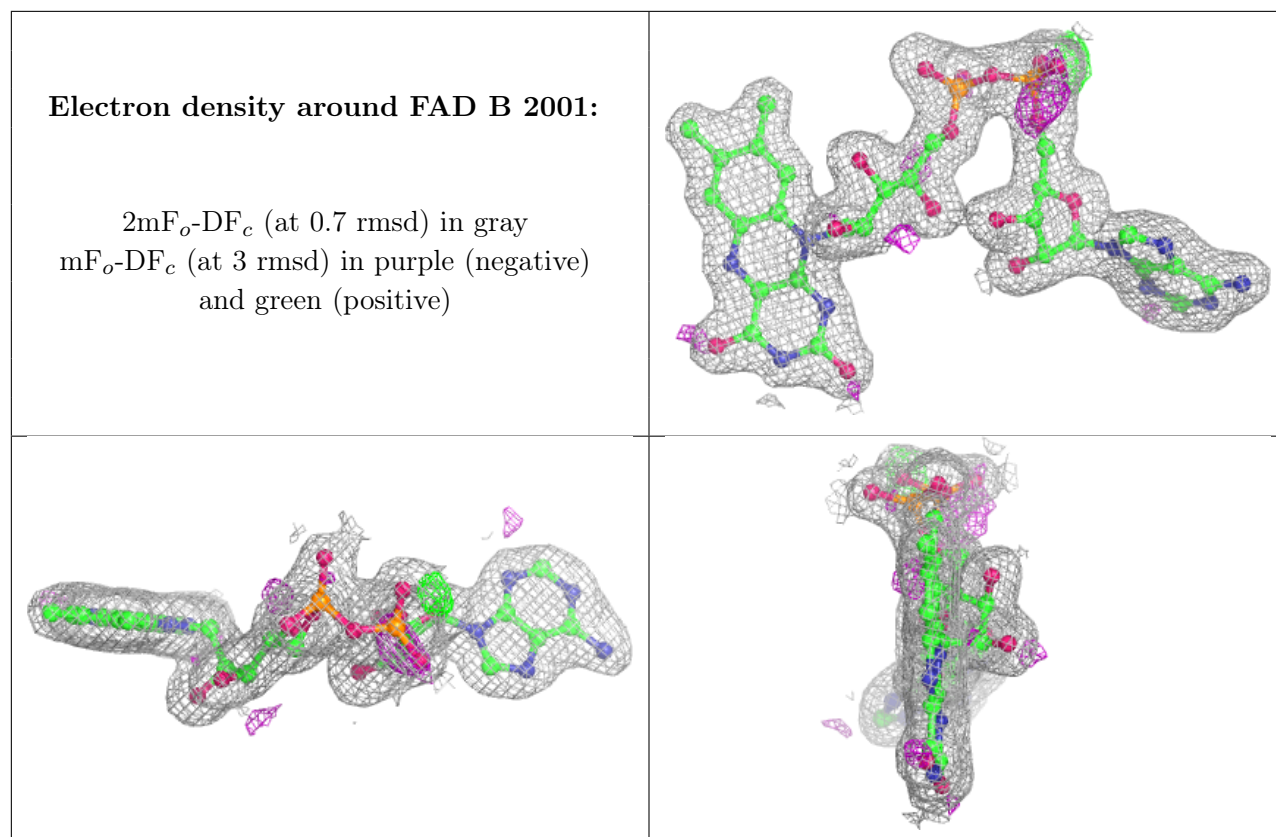 Electron density around FAD B 2001:
2mFo-DFc (at 0.7 rmsd) in gray
mFo-DFc (at 3 rmsd) in purple (negative)
and green (positive)